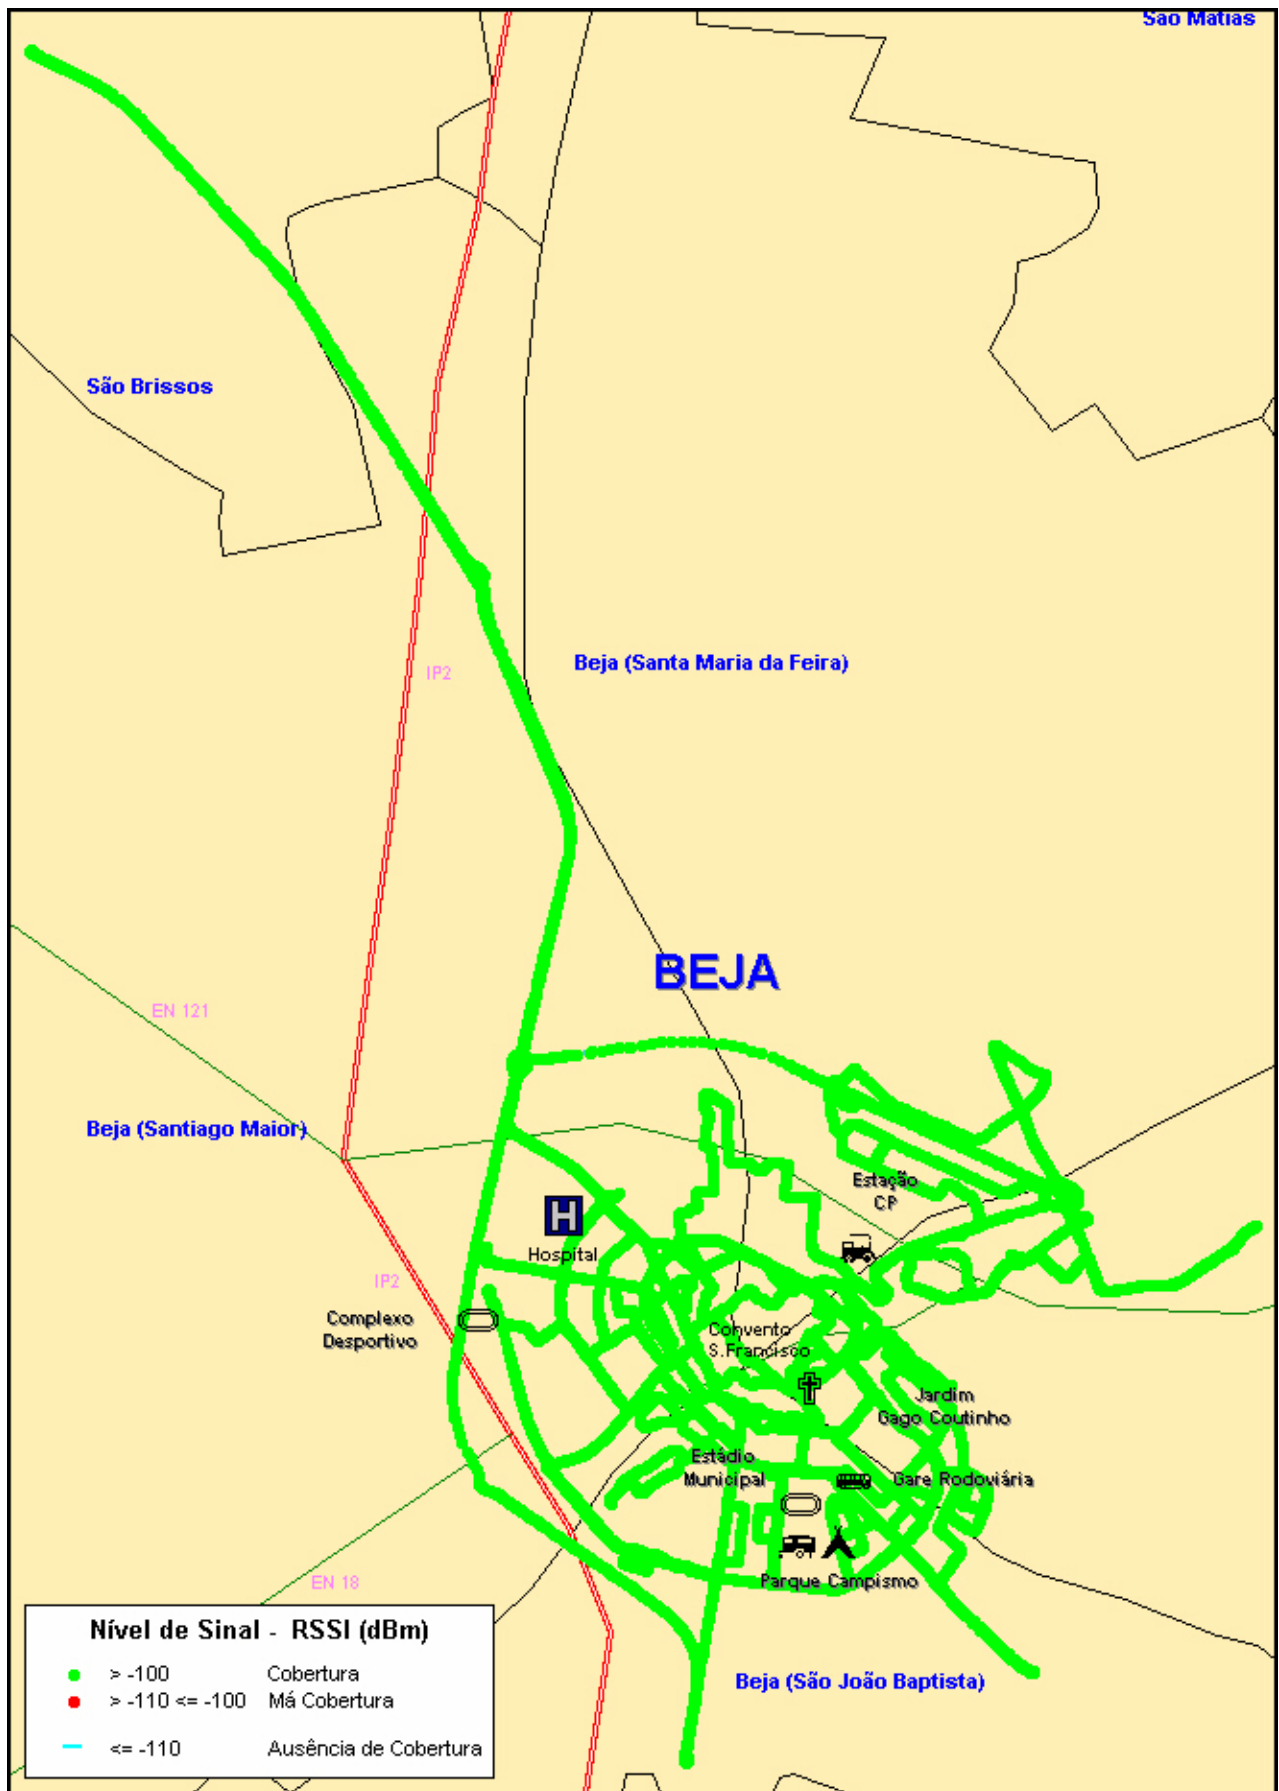 São Matias
São Brissos
IP2
Beja (Santa Maria da Feira)
BEJA
EN 121
Beja (Santiago Maior)
Estação
CP
Hospital
IP2
Complexo
Desportivo
Convento
S.Francisco
Jardim
Gago Coutinho
Estádio
Municipal
Gare Rodoviária
Parque Campismo
EN 18
Beja (São João Baptista)
Nível de Sinal - RSSI (dBm)
> -100 Cobertura
> -110 <= -100 Má Cobertura
<= -110 Ausência de Cobertura